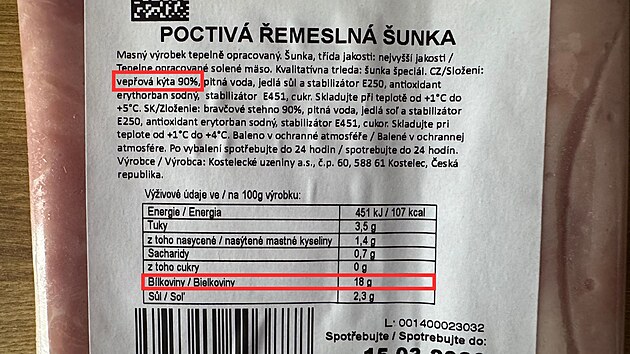 POCTIVÁ ŘEMESLNÁ ŠUNKA
Masný výrobek tepelně opracovaný. Šunka, třída jakosti: nejvyšší jakosti /
Tepelne opracované solené mäso. Kvalitatívna trieda: šunka špeciál. CZ/Složení:
vepřová kýta 90%, pitná voda, jedlá sůl a stabilizátor E250, antioxidant
erythorban sodný, stabilizátor E451, cukr. Skladujte při teplotě od +1°C do
+5°C. SK/Zloženie: bravčové stehno 90%, pitná voda, jedlá soľ a stabilizátor
E250, antioxidant erytorban sodný, stabilizátor E451, cukor. Skladujte pri
teplote od +1°C do +4°C. Baleno v ochranné atmosféře / Balené v ochrannej
atmosfére. Po vybalení spotřebujte do 24 hodin / spotrebujte do 24 hodín.
Výrobce / Výrobca: Kostelecké uzeniny a.s., č.p. 60, 588 61 Kostelec, Česká
republika.
Výživové údaje ve / na 100g výrobku:
Energie / Energia 451 kJ / 107 kcal
Tuky 3,5 g
z toho nasycené / nasýtené mastné kyseliny 1,4 g
Sacharidy 0,7 g
z toho cukry 0 g
Bílkoviny / Bielkoviny 18 g
Sůl / Soľ 2,3 g
L: 001400023032
Spotřebujte / Spotrebujte do: